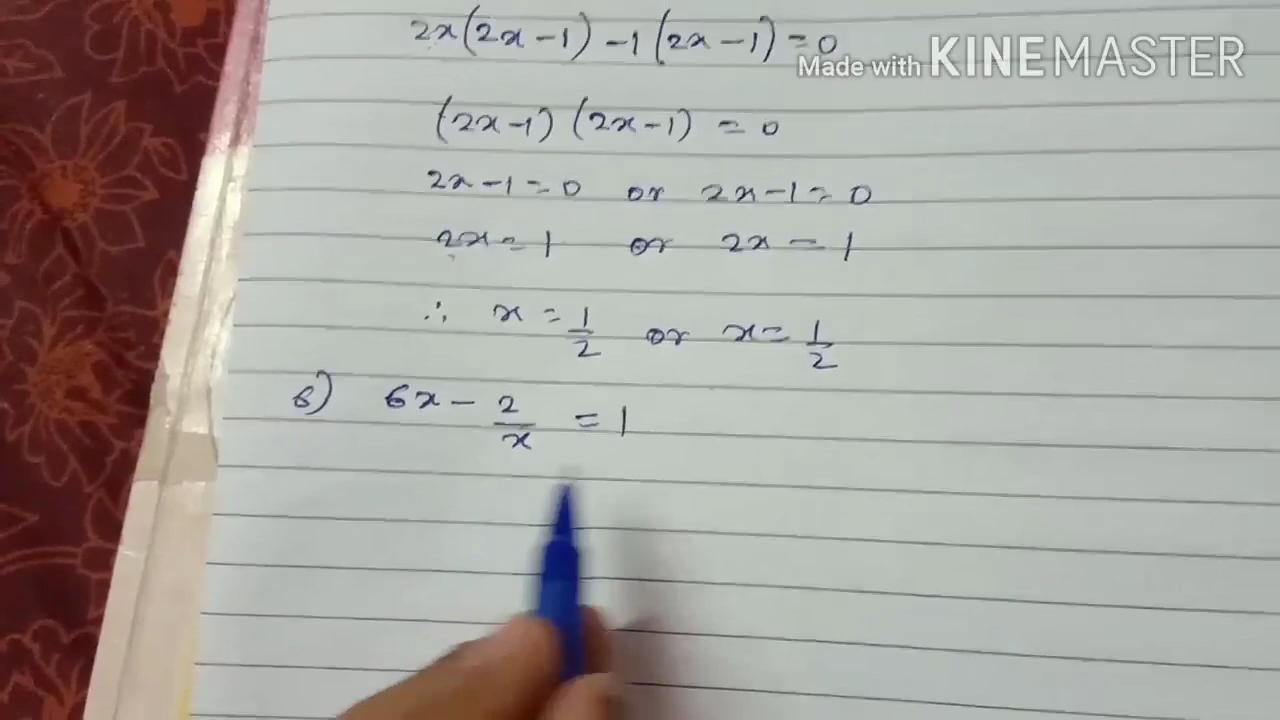 2x(2x-1) -1(2x-1)=0
Made with KINEMASTER
(2x-1) (2x-1) = 0
2x-1=0 or 2x-1=0
2x=1 or 2x = 1
∴ x = 1/2 or x = 1/2
6) 6x - 2/x = 1